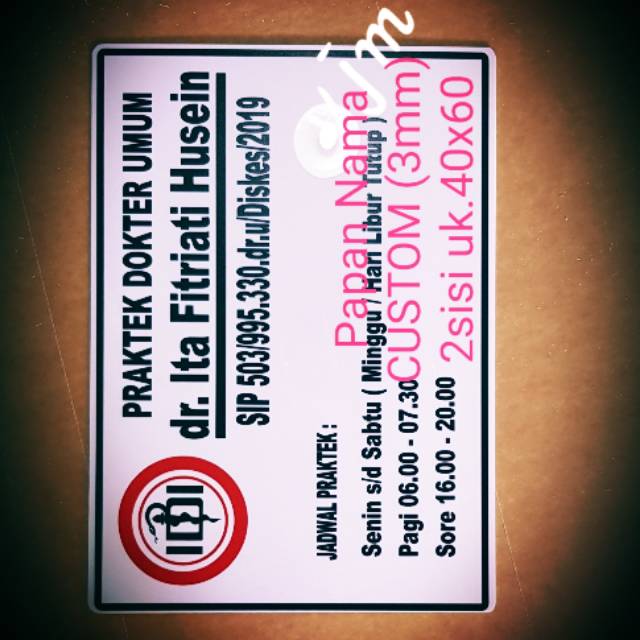 PRAKTEK DOKTER UMUM
dr. Ita Fitriati Husein
SIP 503/995.330.dr.u/Diskes/2019
IDI
JADWAL PRAKTEK :
Senin s/d Sabtu ( Minggu / Hari Libur Tutup )
Pagi 06.00 - 07.30
Sore 16.00 - 20.00
Papan Nama
CUSTOM (3mm)
2sisi uk.40x60